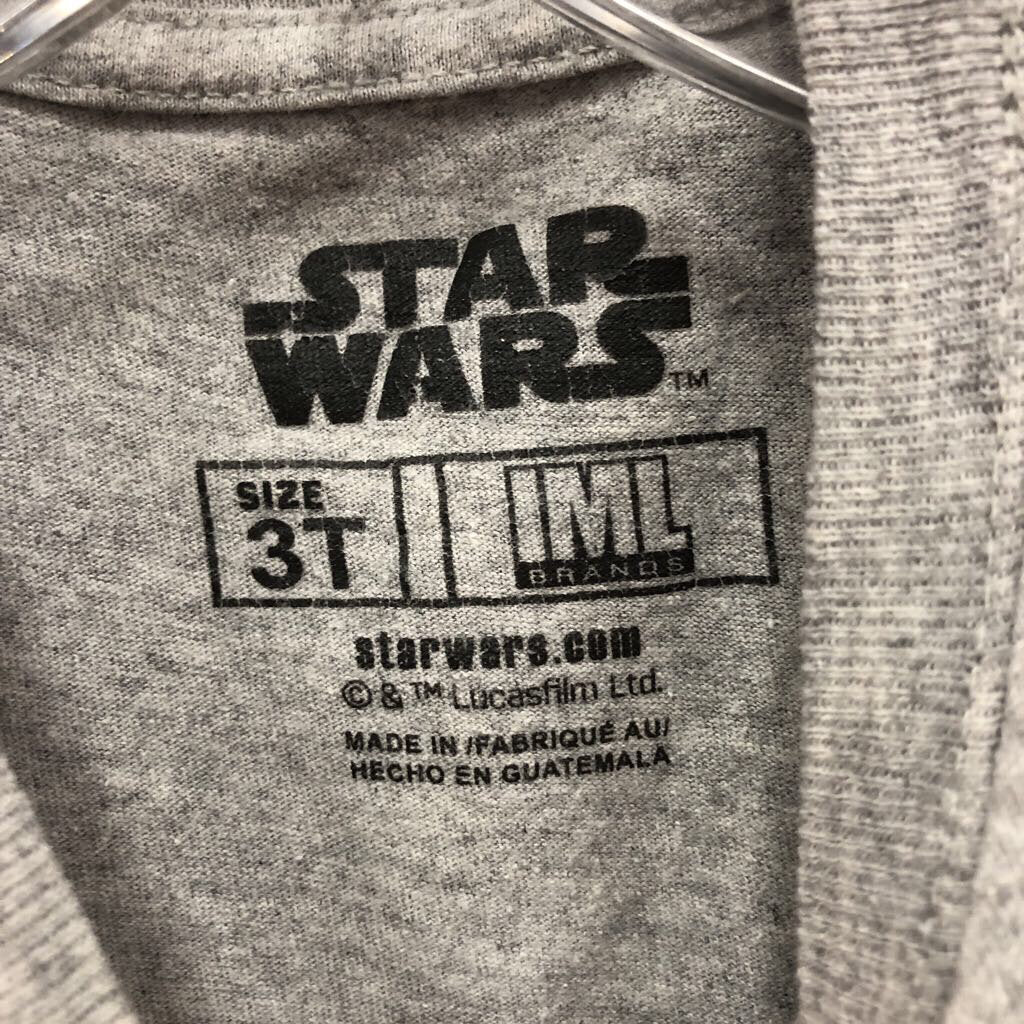 STAR
WARS™
SIZE
3T
IML
BRANDS
starwars.com
© & ™ Lucasfilm Ltd.
MADE IN /FABRIQUÉ AU/
HECHO EN GUATEMALA